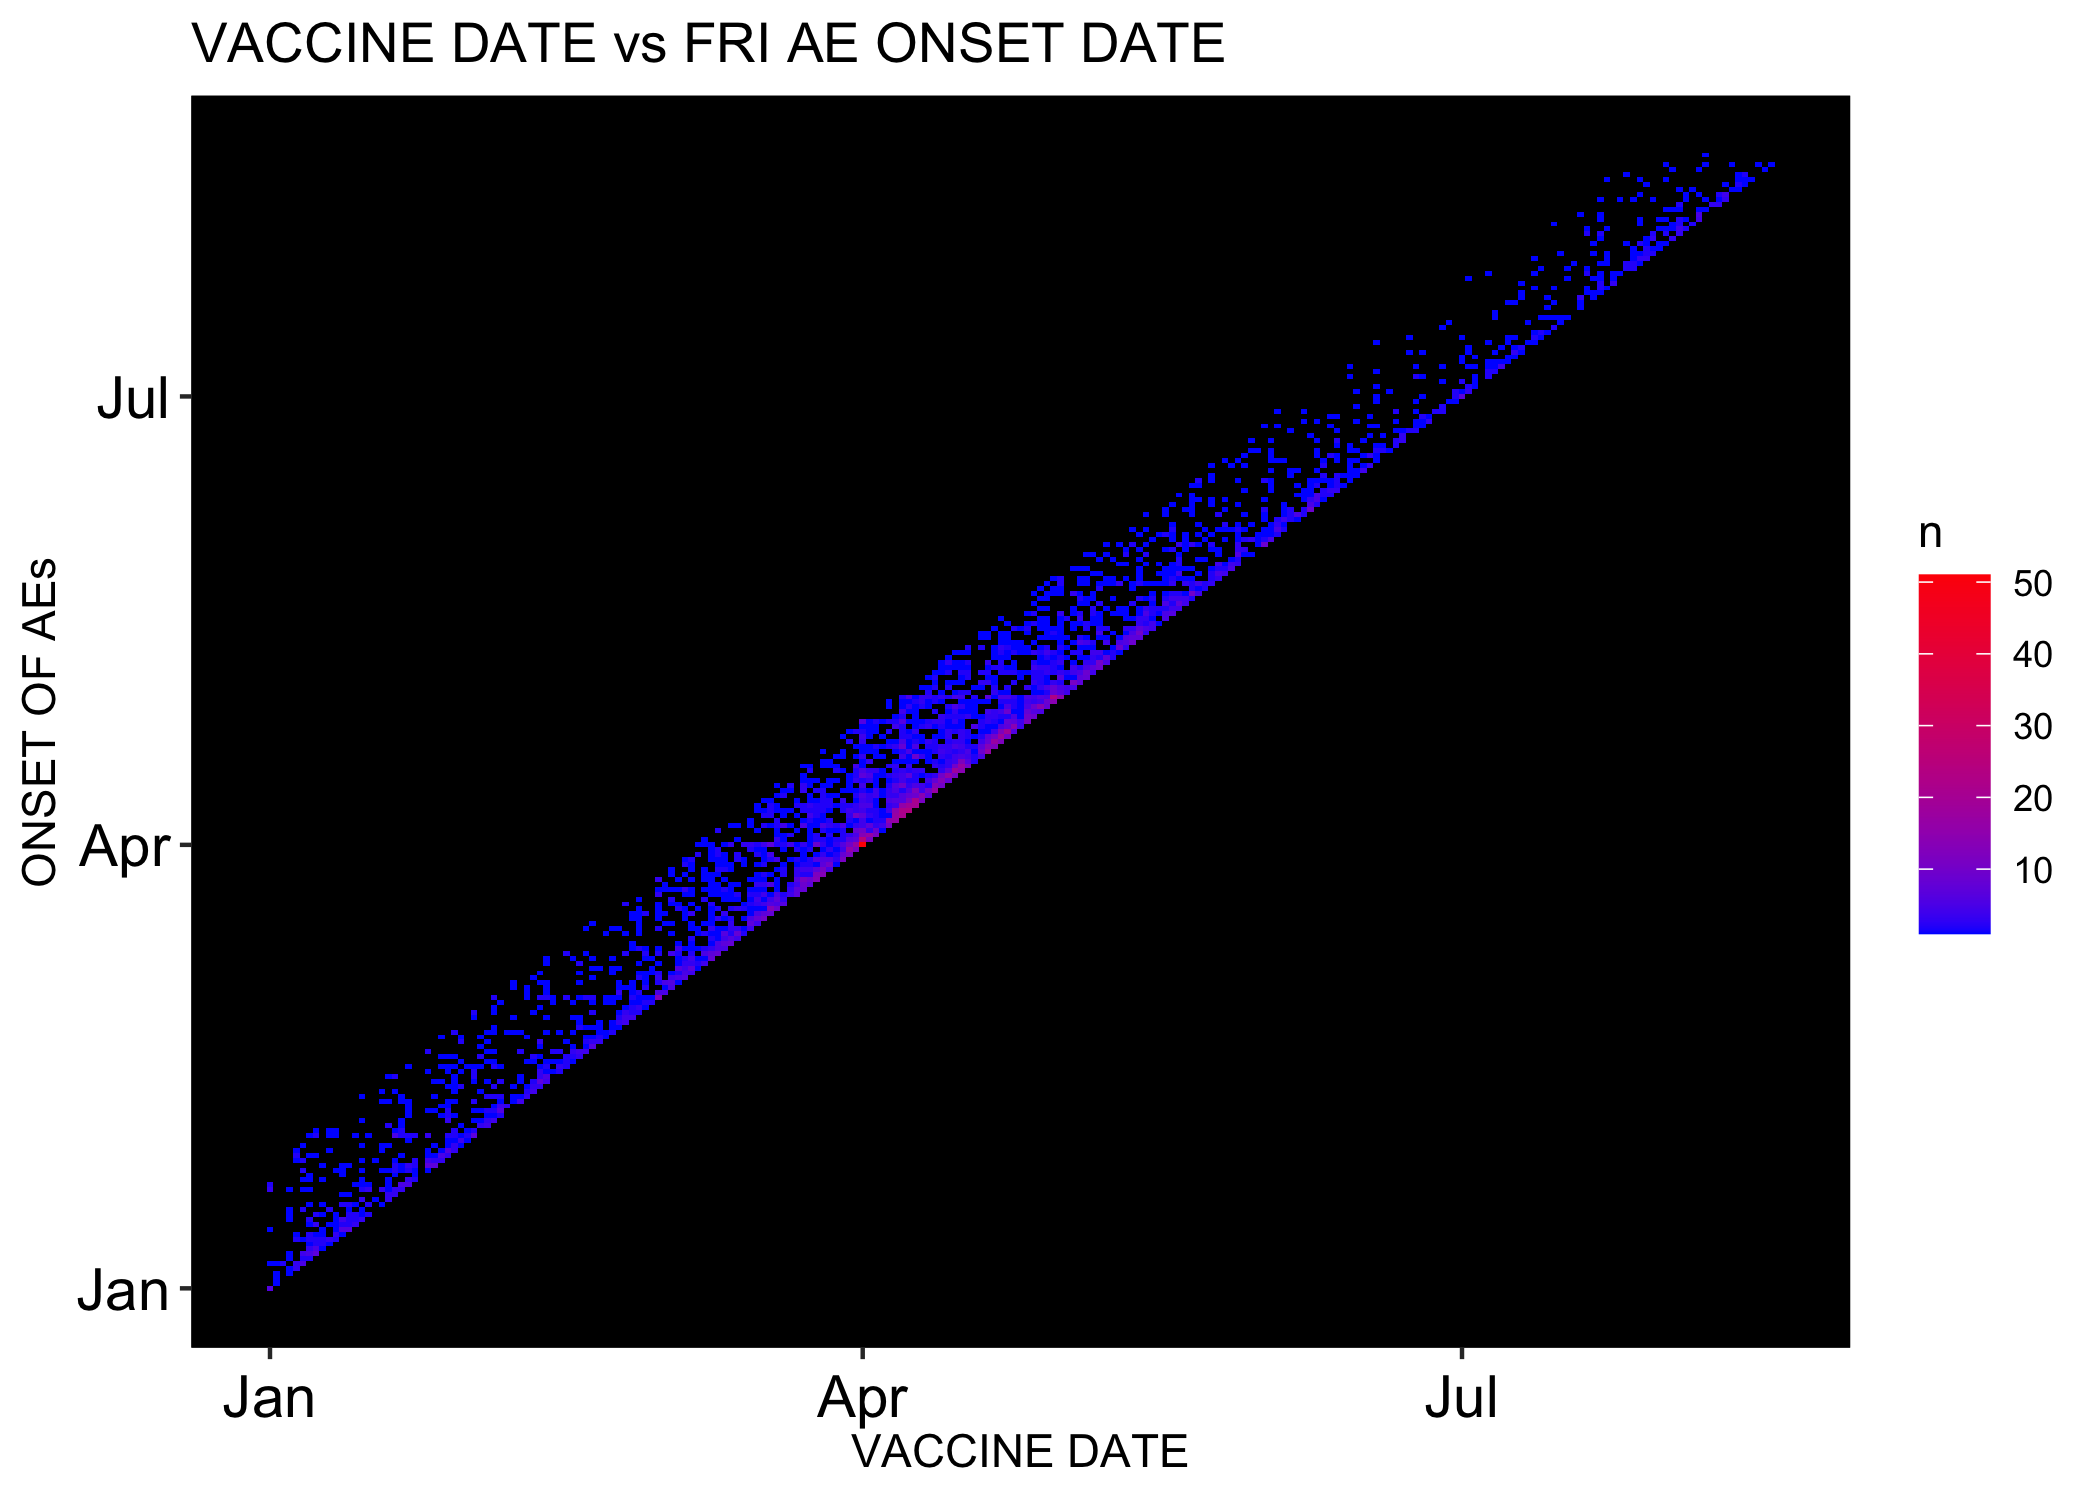 VACCINE DATE vs FRI AE ONSET DATE
ONSET OF AEs
Jul
Apr
Jan
Jan
Apr
Jul
VACCINE DATE
n
50
40
30
20
10